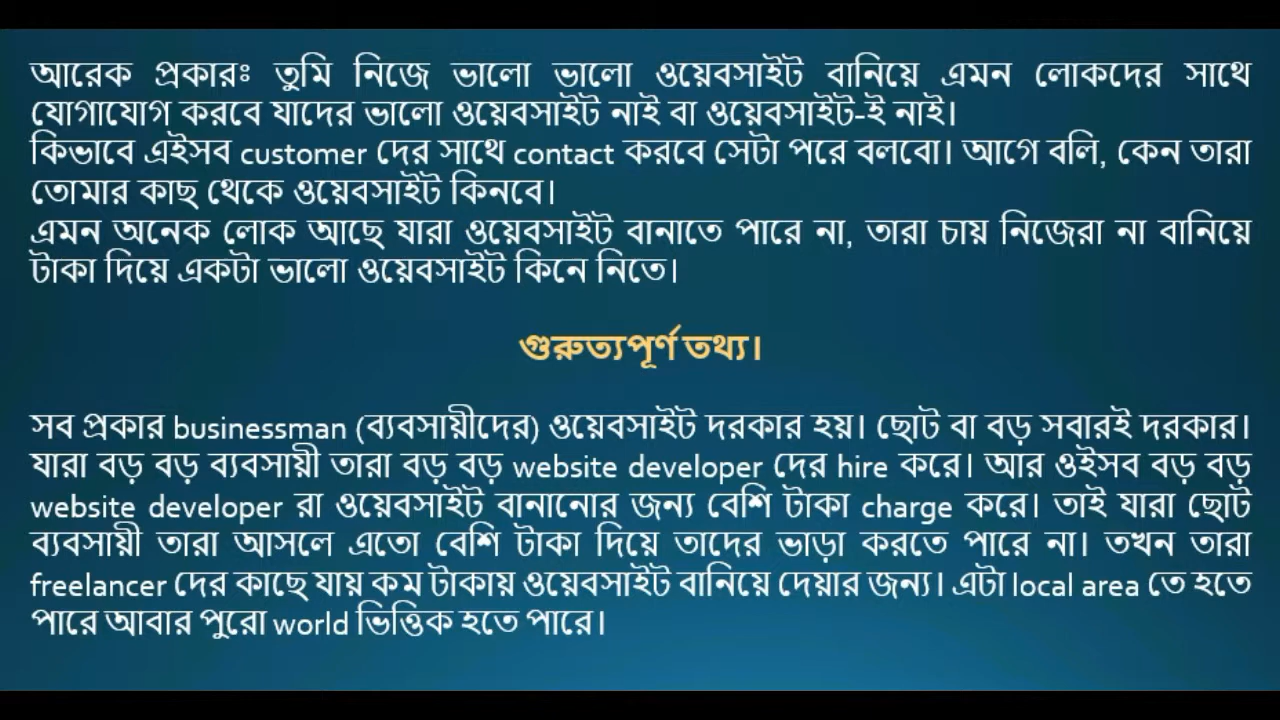 আরেক প্রকারঃ তুমি নিজে ভালো ভালো ওয়েবসাইট বানিয়ে এমন লোকদের সাথে
যোগাযোগ করবে যাদের ভালো ওয়েবসাইট নাই বা ওয়েবসাইট-ই নাই।
কিভাবে এইসব customer দের সাথে contact করবে সেটা পরে বলবো। আগে বলি, কেন তারা
তোমার কাছ থেকে ওয়েবসাইট কিনবে।
এমন অনেক লোক আছে যারা ওয়েবসাইট বানাতে পারে না, তারা চায় নিজেরা না বানিয়ে
টাকা দিয়ে একটা ভালো ওয়েবসাইট কিনে নিতে।
গুরুত্যপূর্ণ তথ্য।
সব প্রকার businessman (ব্যবসায়ীদের) ওয়েবসাইট দরকার হয়। ছোট বা বড় সবারই দরকার।
যারা বড় বড় ব্যবসায়ী তারা বড় বড় website developer দের hire করে। আর ওইসব বড় বড়
website developer রা ওয়েবসাইট বানানোর জন্য বেশি টাকা charge করে। তাই যারা ছোট
ব্যবসায়ী তারা আসলে এতো বেশি টাকা দিয়ে তাদের ভাড়া করতে পারে না। তখন তারা
freelancer দের কাছে যায় কম টাকায় ওয়েবসাইট বানিয়ে দেয়ার জন্য। এটা local area তে হতে
পারে আবার পুরো world ভিত্তিক হতে পারে।